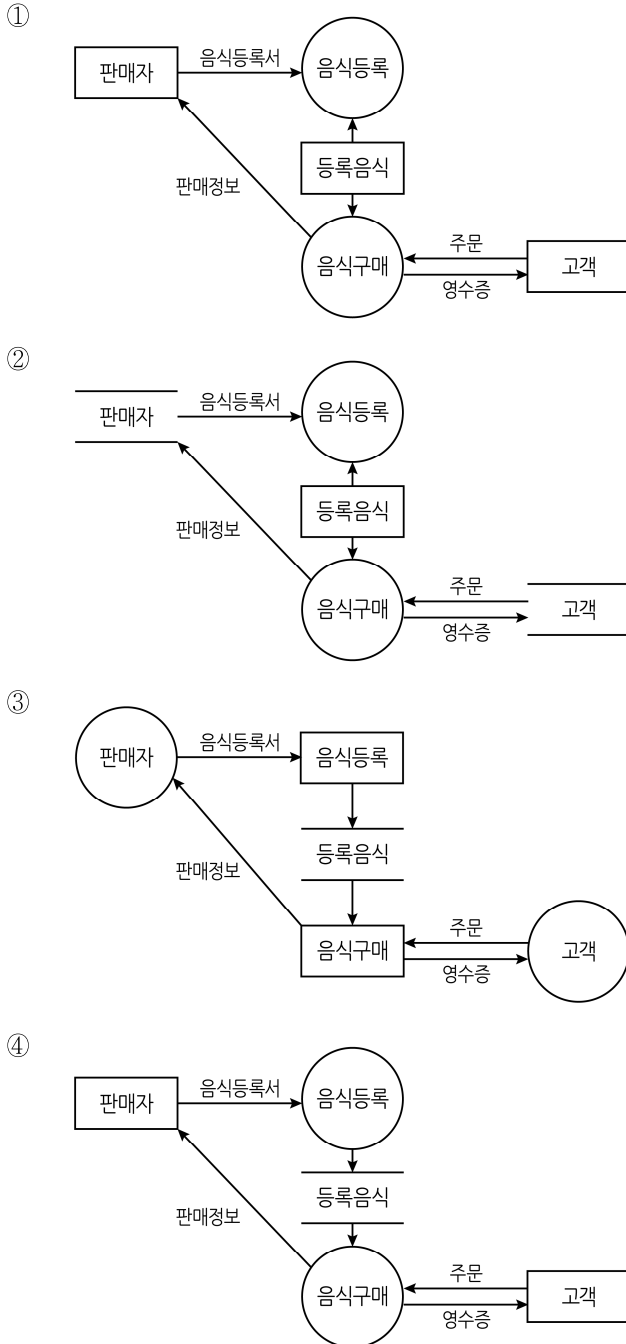 ①
판매자 음식등록서 음식등록
등록음식
판매정보
음식구매 주문 고객
영수증
②
판매자 음식등록서 음식등록
등록음식
판매정보
음식구매 주문 고객
영수증
③
판매자 음식등록서 음식등록
등록음식
판매정보
음식구매 주문 고객
영수증
④
판매자 음식등록서 음식등록
등록음식
판매정보
음식구매 주문 고객
영수증